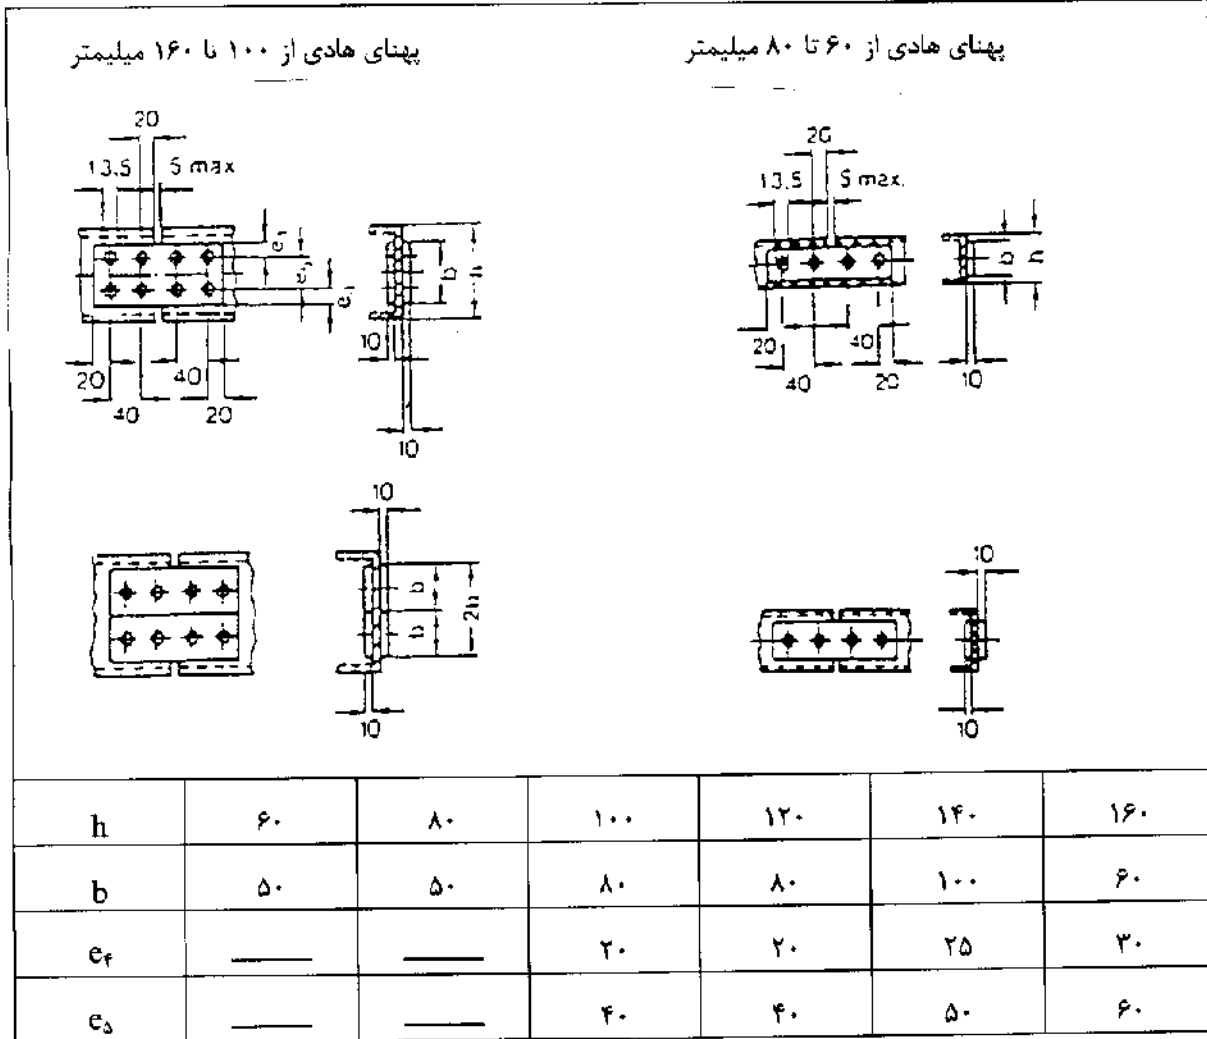 پهنای هادی از ۶۰ تا ۸۰ میلیمتر
پهنای هادی از ۱۰۰ تا ۱۶۰ میلیمتر
20
13.5 5 max
e
b h
10
20 40
40 20
10
20
13.5 5 max.
b h
20 40
40 20
10
10
b
b
2h
10
10
10
h ۶۰ ۸۰ ۱۰۰ ۱۲۰ ۱۴۰ ۱۶۰
b ۵۰ ۵۰ ۸۰ ۸۰ ۱۰۰ ۶۰
e۴ —— —— ۲۰ ۲۰ ۲۵ ۳۰
e۵ —— —— ۴۰ ۴۰ ۵۰ ۶۰